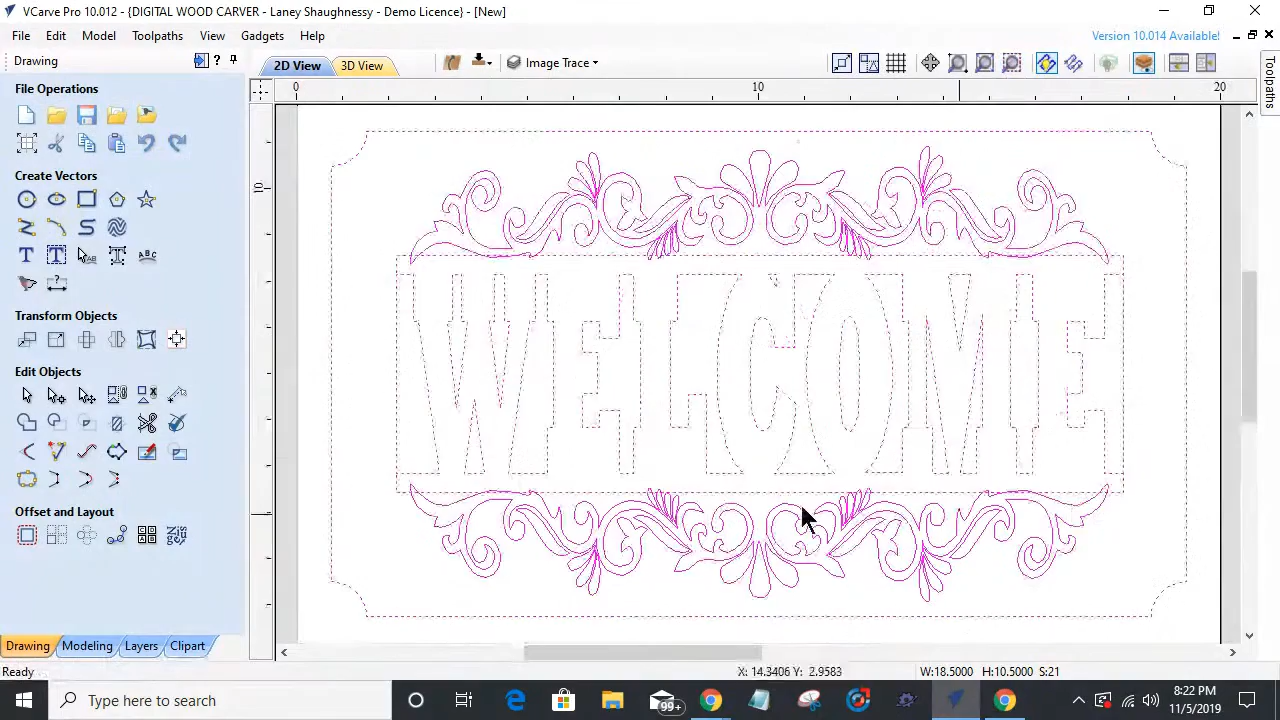 VCarve Pro 10.012 - {DIGITAL WOOD CARVER - Laney Shaughnessy - Demo Licence} - [New]
File Edit Model Toolpaths View Gadgets Help
Version 10.014 Available!
Drawing
2D View
3D View
Image Trace
File Operations
Create Vectors
ABC
Transform Objects
Edit Objects
Offset and Layout
0
10
20
10
WELCOME
Toolpaths
Drawing Modeling Layers Clipart
Ready
X: 14.3406 Y: 2.9583
W:18.5000 H:10.5000 S:21
Type here to search
99+
8:22 PM
11/5/2019